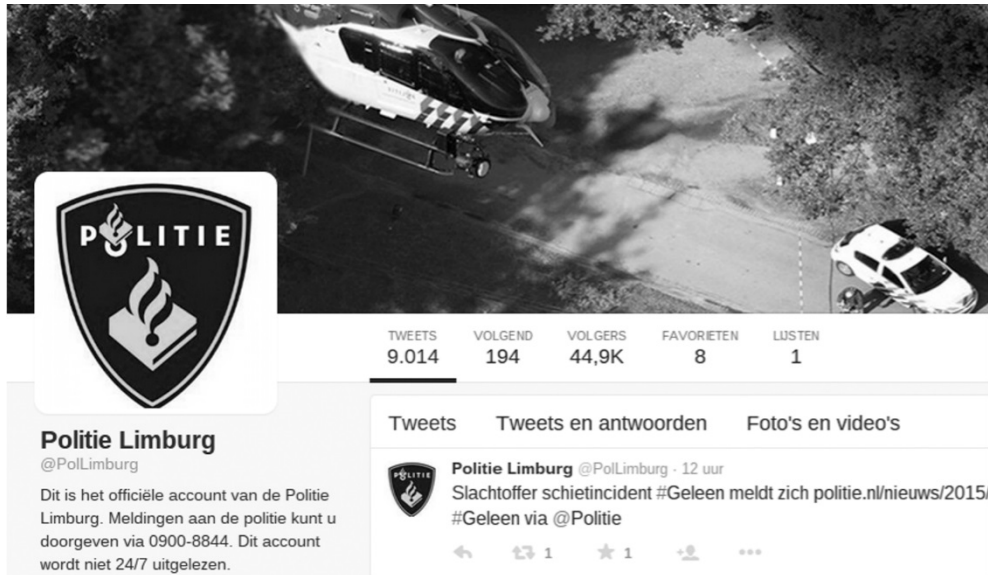 POLITIE
TWEETS VOLGEND VOLGERS FAVORIETEN LIJSTEN
9.014 194 44,9K 8 1
Politie Limburg
@PolLimburg
Dit is het officiële account van de Politie
Limburg. Meldingen aan de politie kunt u
doorgeven via 0900-8844. Dit account
wordt niet 24/7 uitgelezen.
Tweets Tweets en antwoorden Foto's en video's
POLITIE
Politie Limburg @PolLimburg · 12 uur
Slachtoffer schietincident #Geleen meldt zich politie.nl/nieuws/2015/
#Geleen via @Politie
1 1